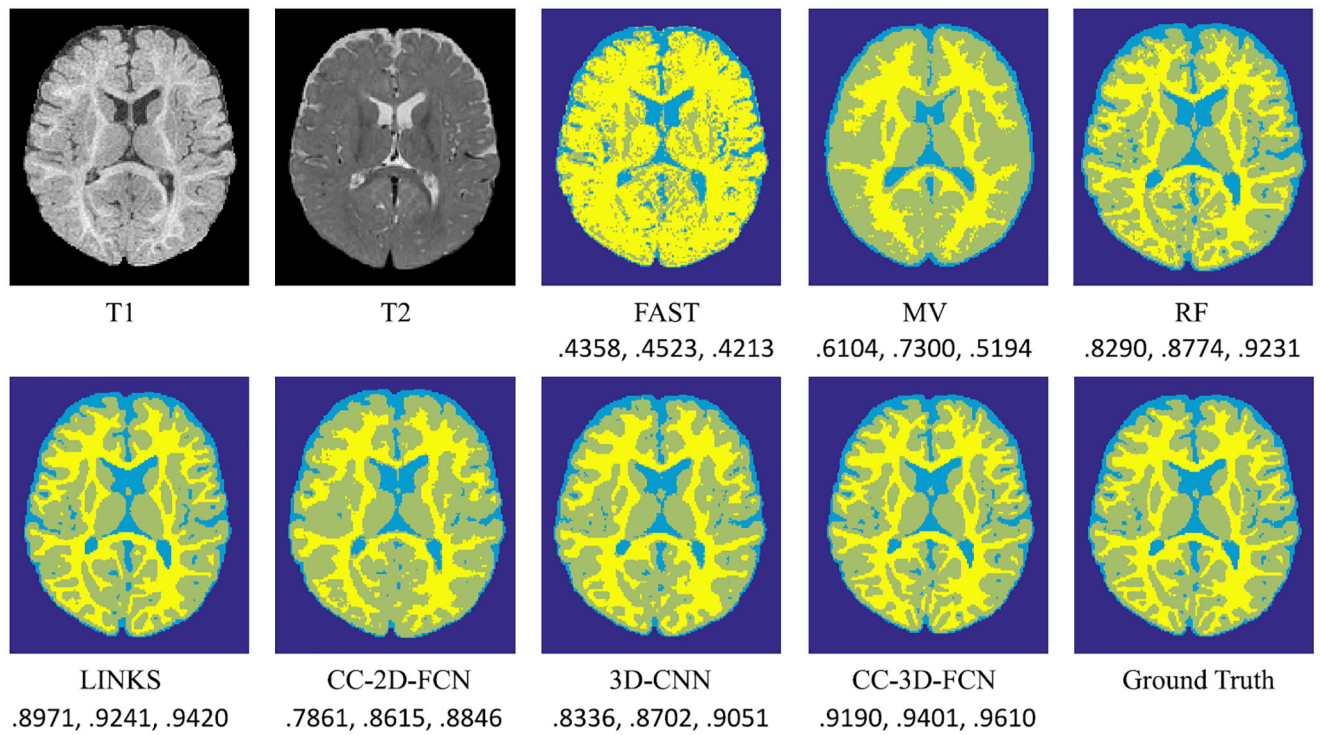 T1
T2
FAST
MV
RF
.4358, .4523, .4213
.6104, .7300, .5194
.8290, .8774, .9231
LINKS
CC-2D-FCN
3D-CNN
CC-3D-FCN
Ground Truth
.8971, .9241, .9420
.7861, .8615, .8846
.8336, .8702, .9051
.9190, .9401, .9610